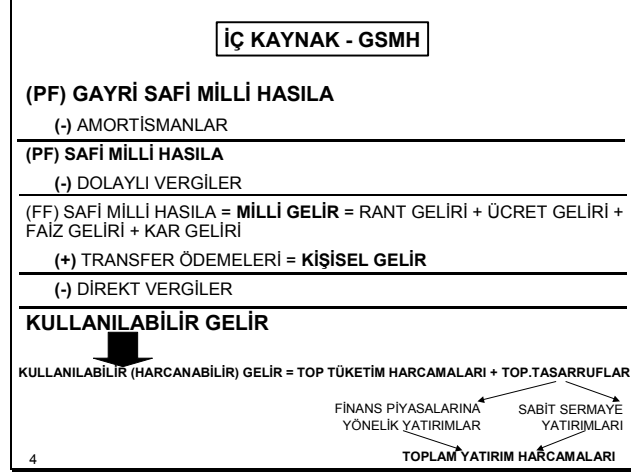 İÇ KAYNAK - GSMH
(PF) GAYRİ SAFİ MİLLİ HASILA
(-) AMORTİSMANLAR
(PF) SAFİ MİLLİ HASILA
(-) DOLAYLI VERGİLER
(FF) SAFİ MİLLİ HASILA = MİLLİ GELİR = RANT GELİRİ + ÜCRET GELİRİ +
FAİZ GELİRİ + KAR GELİRİ
(+) TRANSFER ÖDEMELERİ = KİŞİSEL GELİR
(-) DİREKT VERGİLER
KULLANILABİLİR GELİR
KULLANILABİLİR (HARCANABİLİR) GELİR = TOP TÜKETİM HARCAMALARI + TOP.TASARRUFLAR
FİNANS PİYASALARINA
YÖNELİK YATIRIMLAR
SABİT SERMAYE
YATIRIMLARI
TOPLAM YATIRIM HARCAMALARI
4